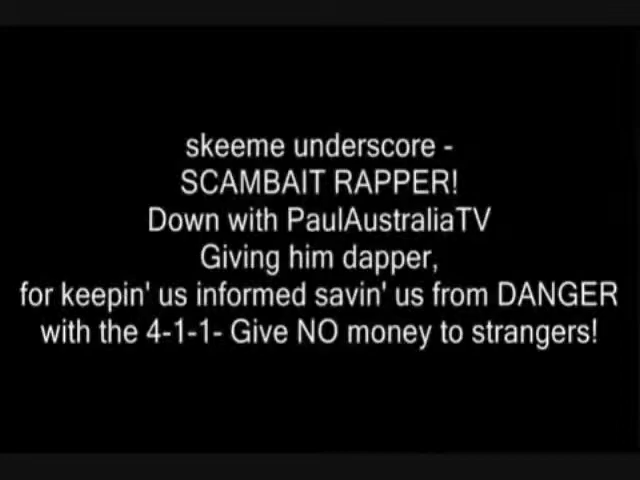 skeeme underscore -
SCAMBAIT RAPPER!
Down with PaulAustraliaTV
Giving him dapper,
for keepin' us informed savin' us from DANGER
with the 4-1-1- Give NO money to strangers!